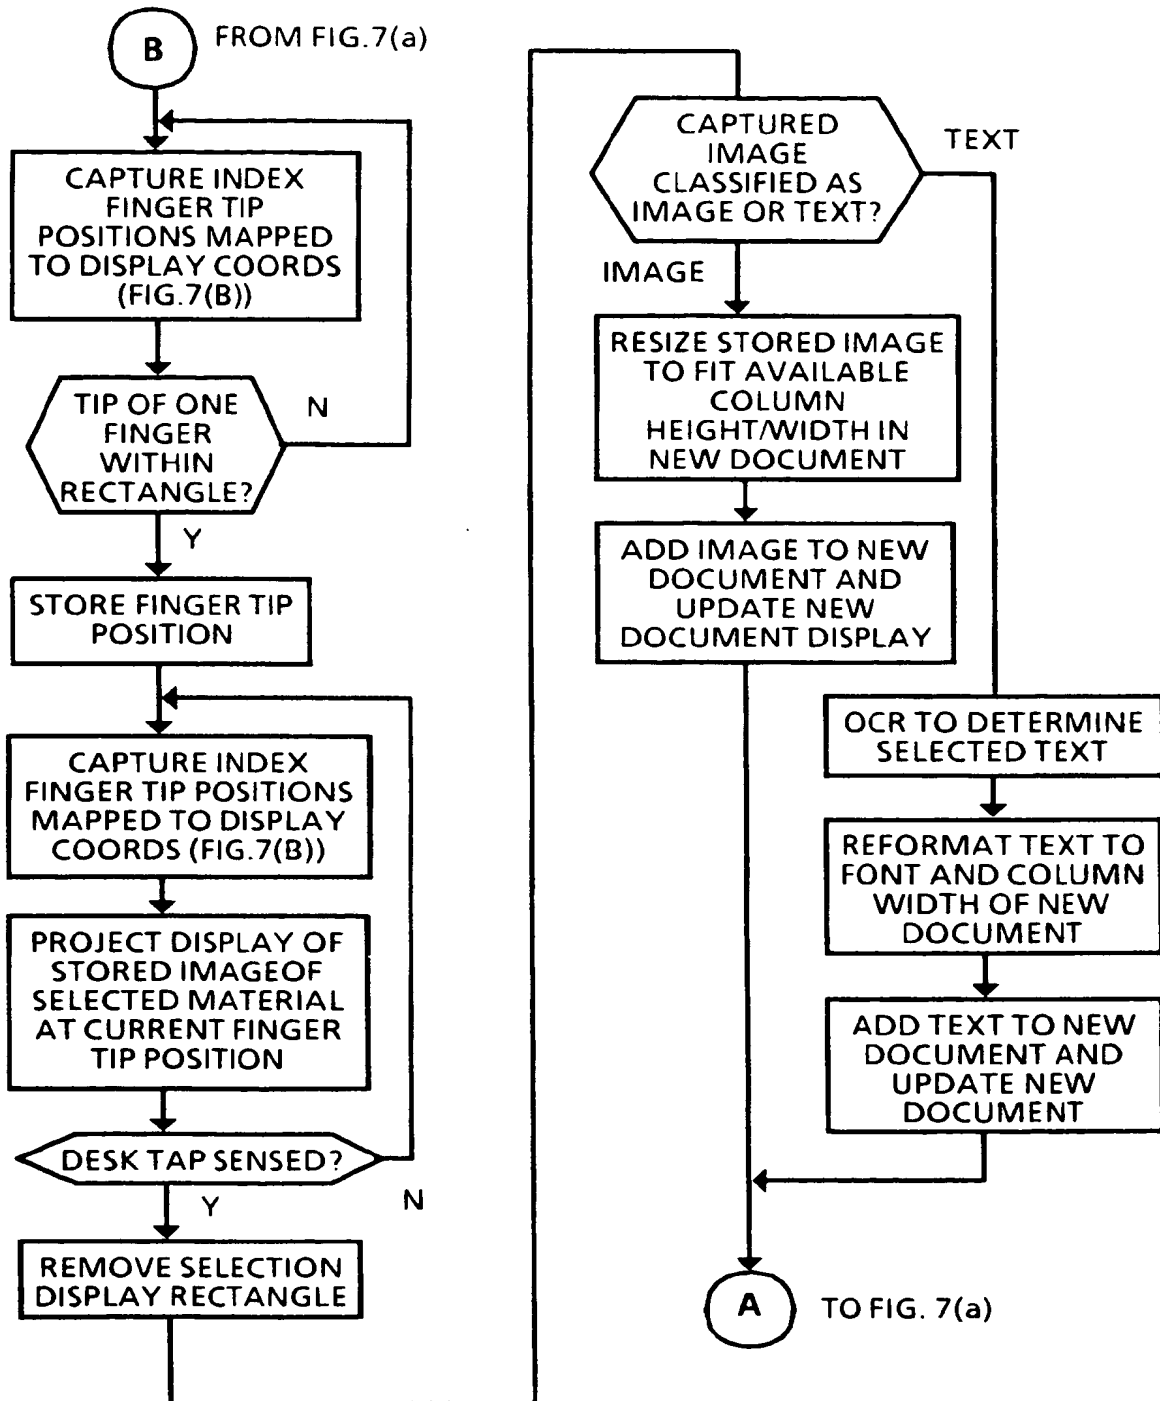 B
FROM FIG.7(a)
CAPTURE INDEX
FINGER TIP
POSITIONS MAPPED
TO DISPLAY COORDS
(FIG.7(B))
TIP OF ONE
FINGER
WITHIN
RECTANGLE?
N
Y
STORE FINGER TIP
POSITION
CAPTURE INDEX
FINGER TIP POSITIONS
MAPPED TO DISPLAY
COORDS (FIG.7(B))
PROJECT DISPLAY OF
STORED IMAGEOF
SELECTED MATERIAL
AT CURRENT FINGER
TIP POSITION
DESK TAP SENSED?
N
Y
REMOVE SELECTION
DISPLAY RECTANGLE
CAPTURED
IMAGE
CLASSIFIED AS
IMAGE OR TEXT?
TEXT
IMAGE
RESIZE STORED IMAGE
TO FIT AVAILABLE
COLUMN
HEIGHT/WIDTH IN
NEW DOCUMENT
ADD IMAGE TO NEW
DOCUMENT AND
UPDATE NEW
DOCUMENT DISPLAY
OCR TO DETERMINE
SELECTED TEXT
REFORMAT TEXT TO
FONT AND COLUMN
WIDTH OF NEW
DOCUMENT
ADD TEXT TO NEW
DOCUMENT AND
UPDATE NEW
DOCUMENT
A
TO FIG. 7(a)